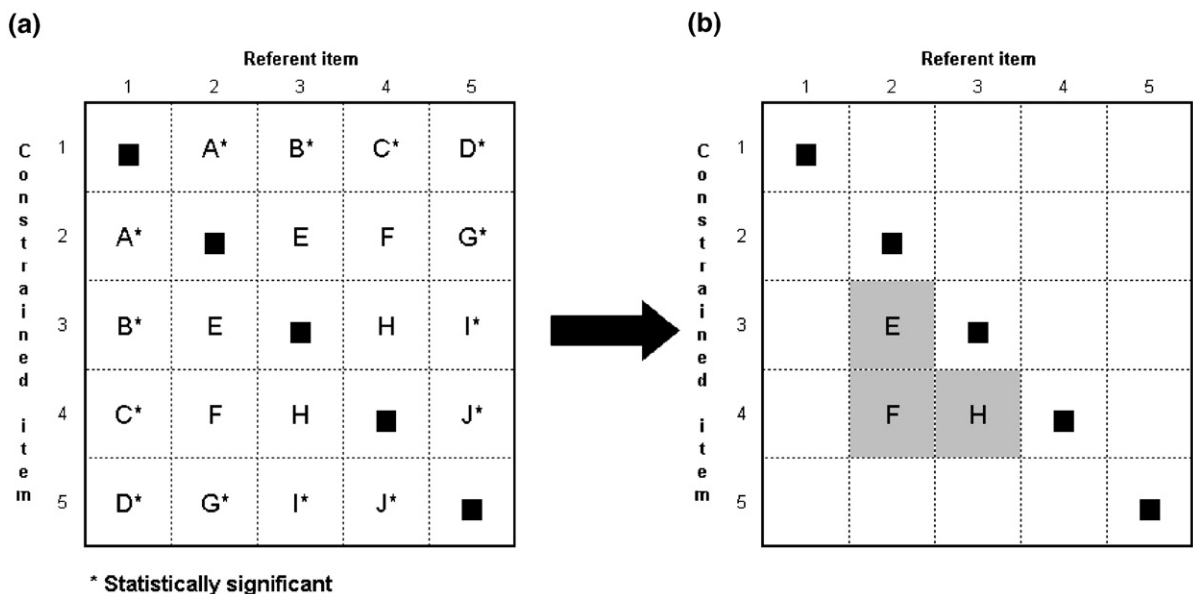 (a)
Referent item
1 2 3 4 5
Constrained item
1 A* B* C* D*
2 A* E F G*
3 B* E H I*
4 C* F H J*
5 D* G* I* J*
* Statistically significant
(b)
Referent item
1 2 3 4 5
Constrained item
1
2
3 E
4 F H
5